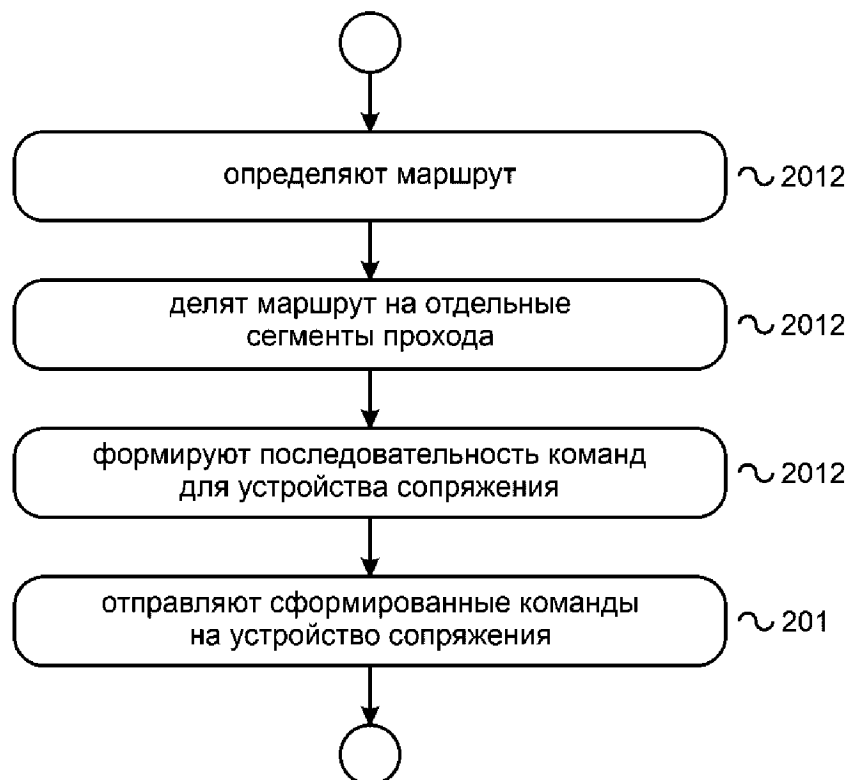 определяют маршрут
2012
делят маршрут на отдельные
сегменты прохода
2012
формируют последовательность команд
для устройства сопряжения
2012
отправляют сформированные команды
на устройство сопряжения
201